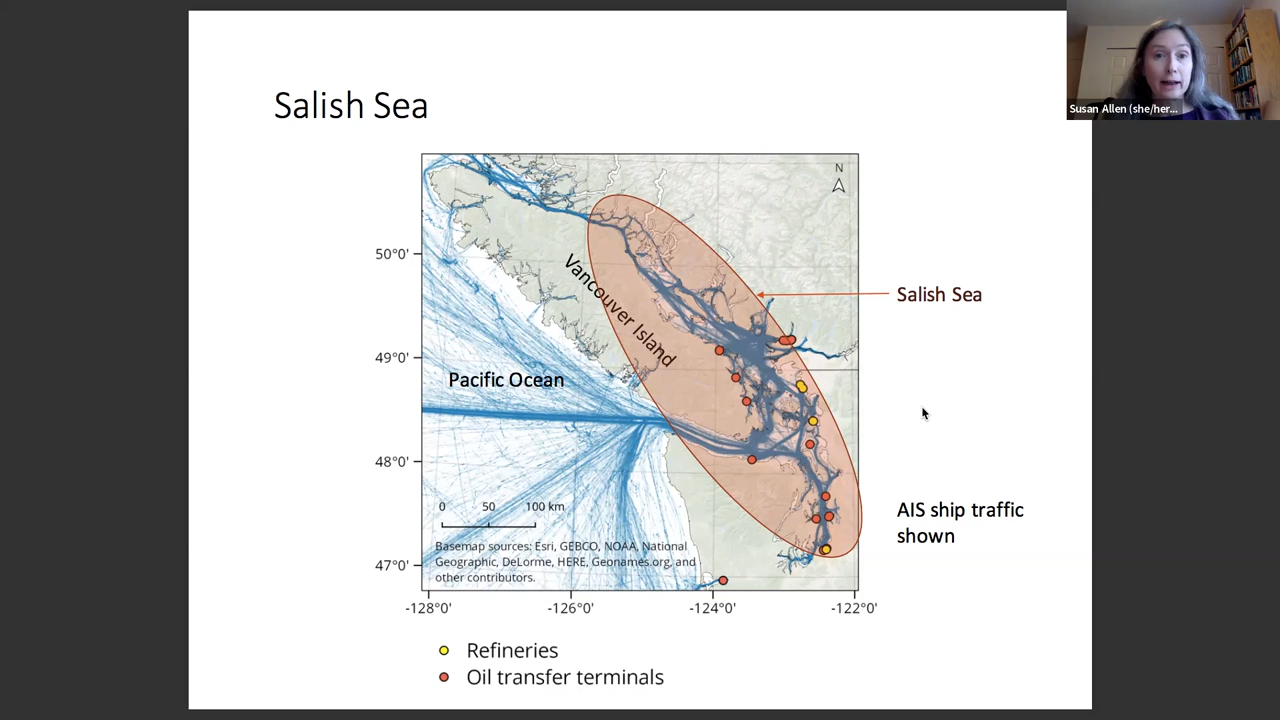 Susan Allen (she/her...
Salish Sea
N
50°0'
49°0'
48°0'
47°0'
Vancouver Island
Pacific Ocean
Salish Sea
0 50 100 km
Basemap sources: Esri, GEBCO, NOAA, National
Geographic, DeLorme, HERE, Geonames.org, and
other contributors.
AIS ship traffic
shown
-128°0' -126°0' -124°0' -122°0'
Refineries
Oil transfer terminals